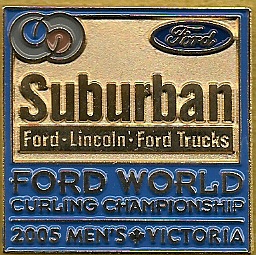 Ford
Suburban
Ford · Lincoln · Ford Trucks
FORD WORLD
CURLING CHAMPIONSHIP
2005 MEN'S VICTORIA